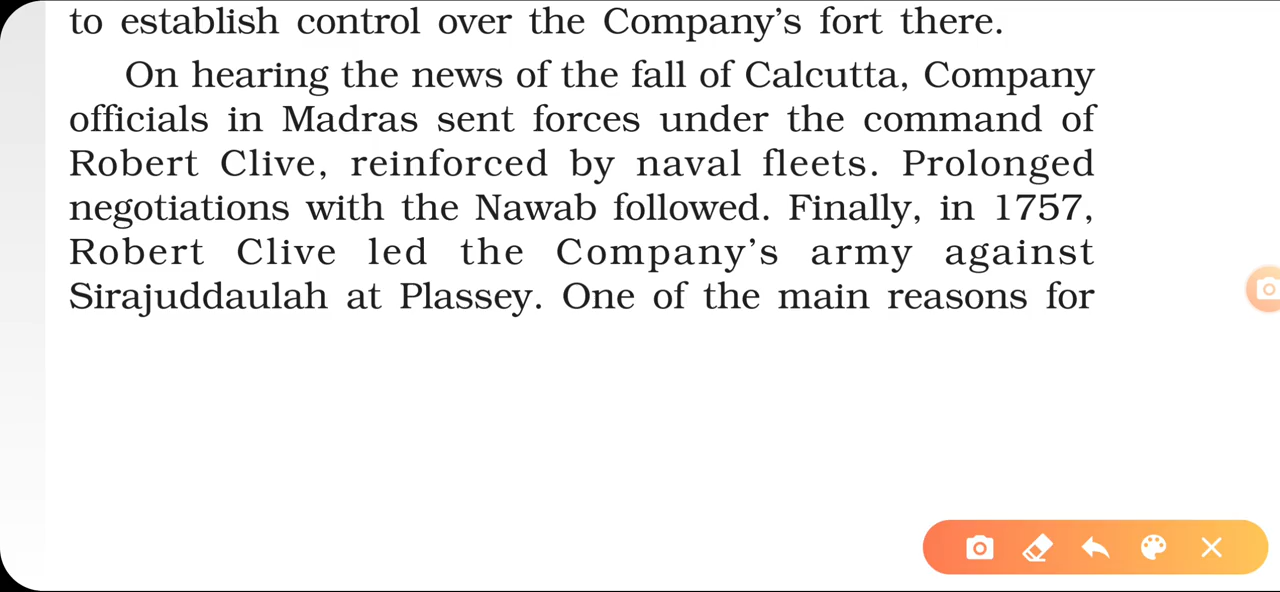 to establish control over the Company's fort there.
On hearing the news of the fall of Calcutta, Company
officials in Madras sent forces under the command of
Robert Clive, reinforced by naval fleets. Prolonged
negotiations with the Nawab followed. Finally, in 1757,
Robert Clive led the Company's army against
Sirajuddaulah at Plassey. One of the main reasons for